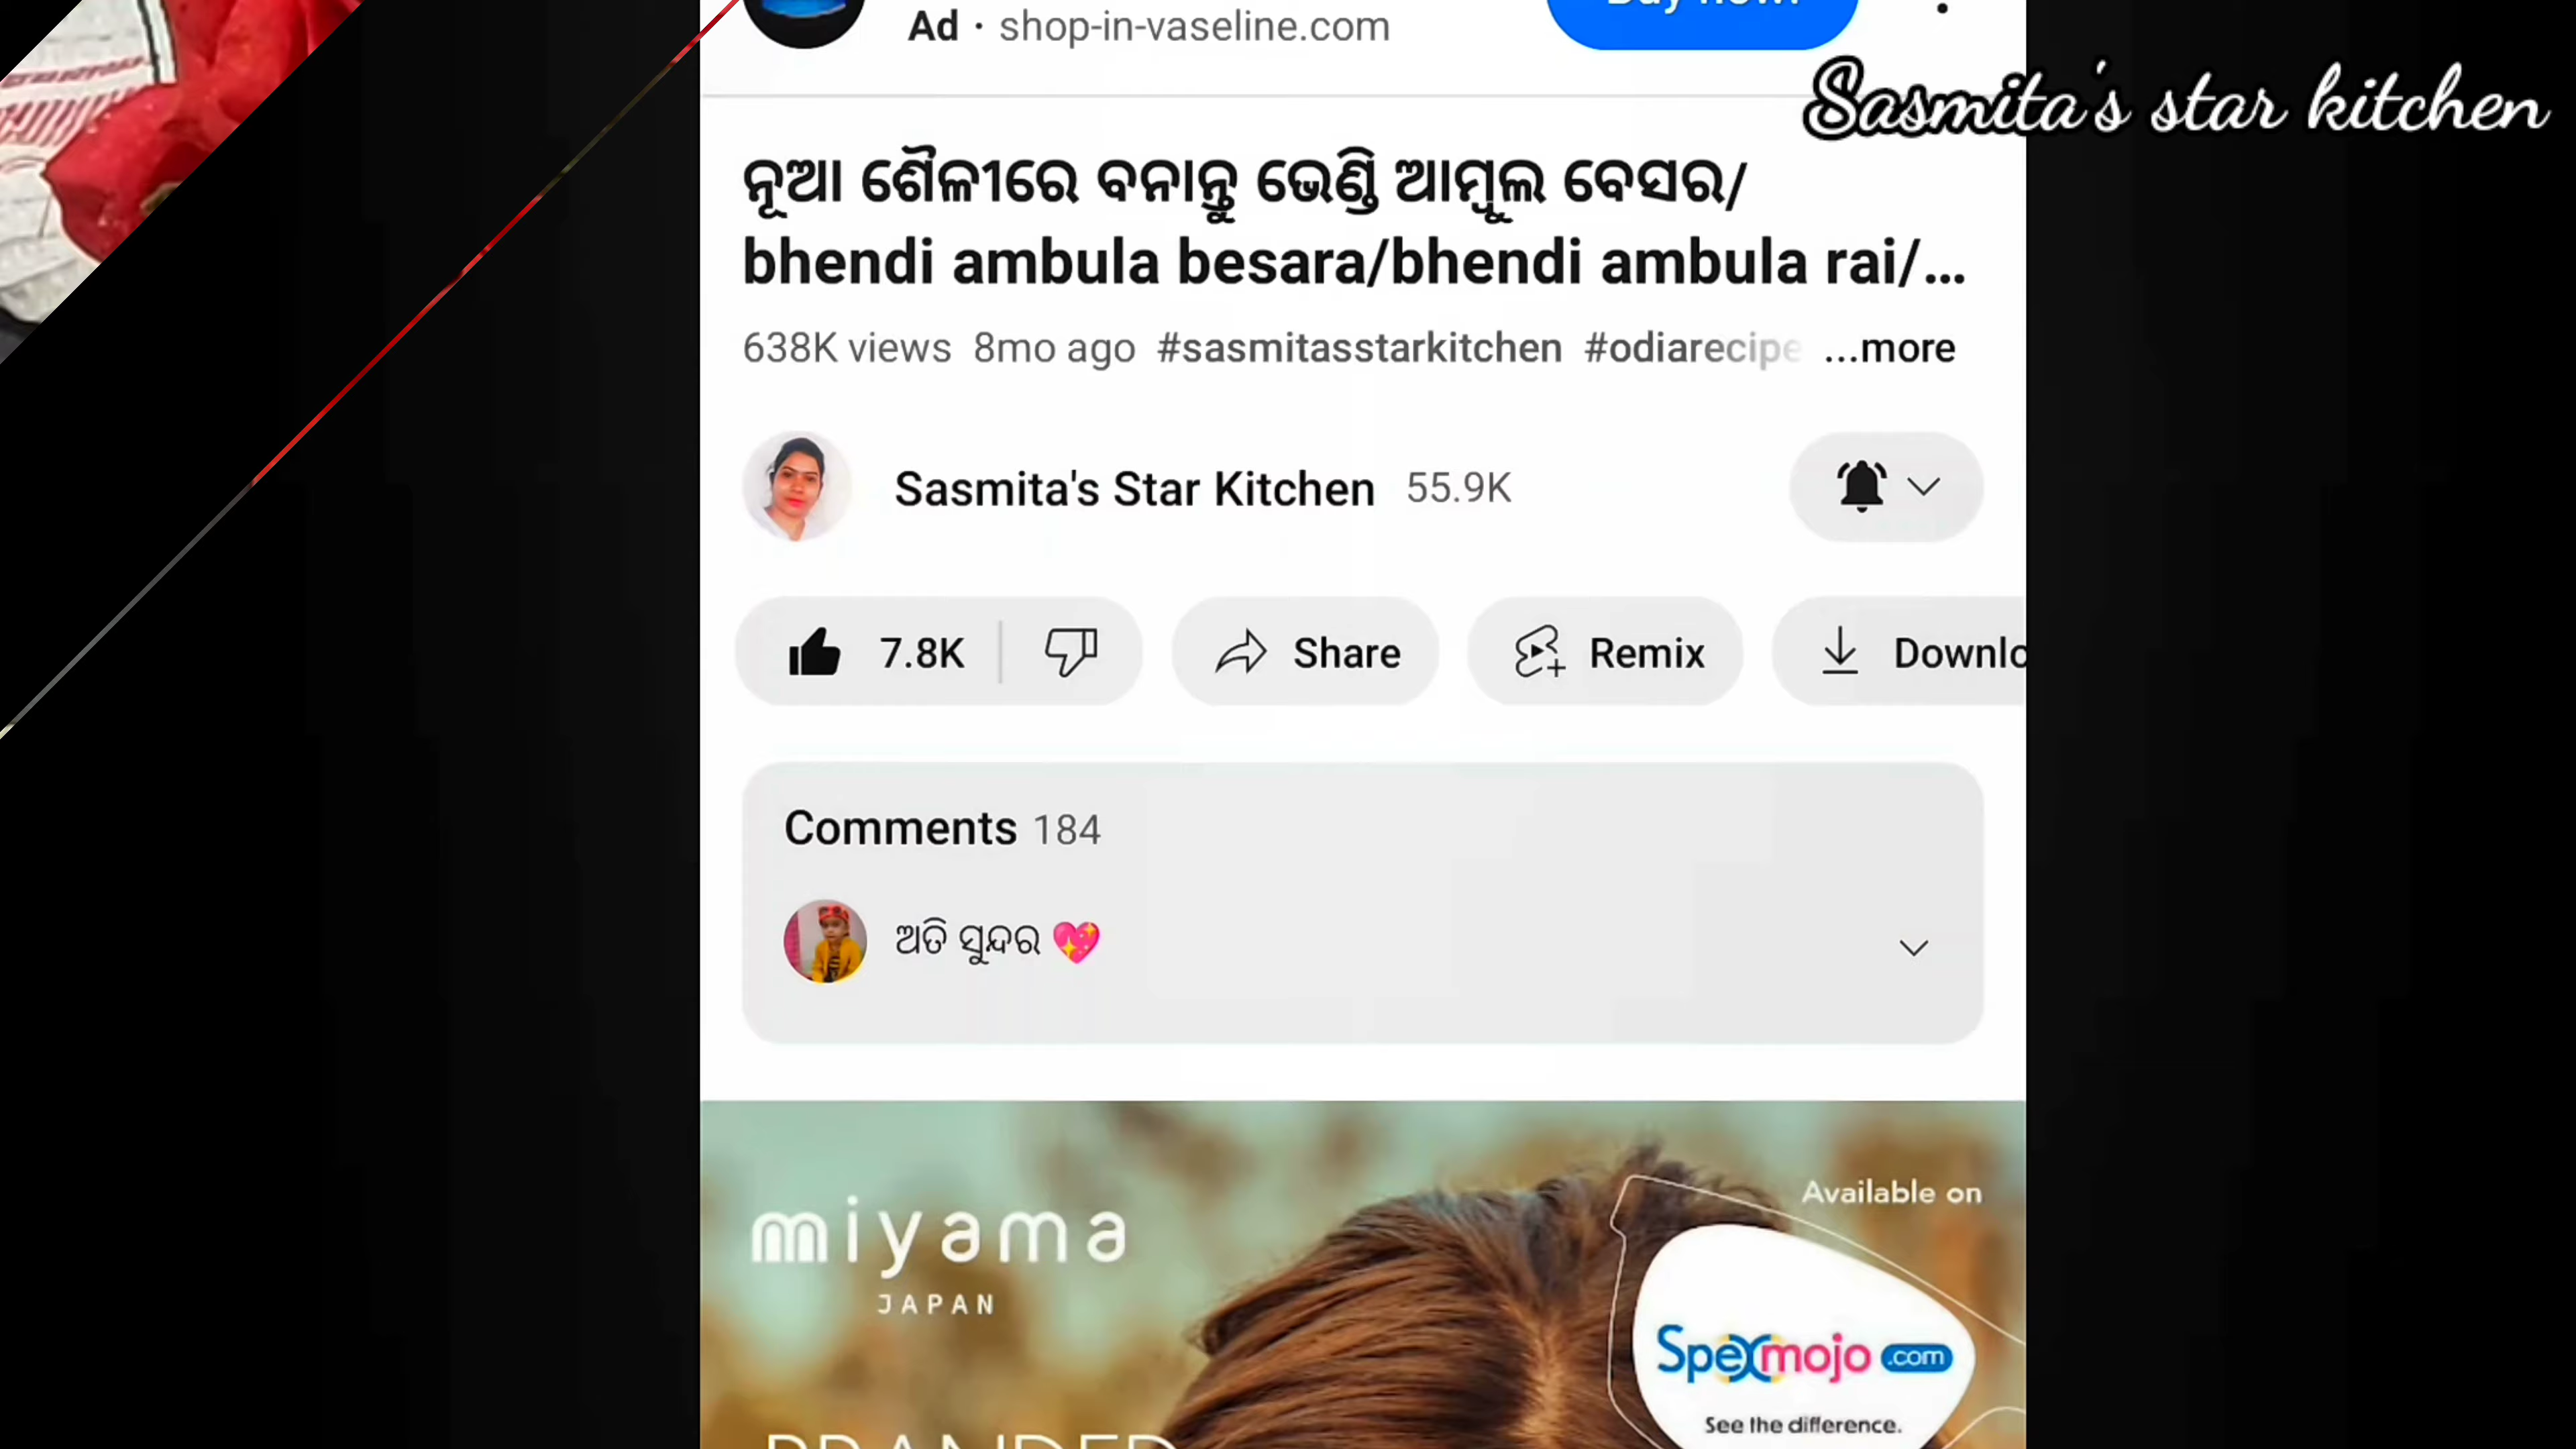 Ad · shop-in-vaseline.com
Sasmita's star kitchen
ନୂଆ ଶୈଳୀରେ ବନାନ୍ତୁ ଭେଣ୍ଡି ଆମ୍ବୁଲ ବେସର/
bhendi ambula besara/bhendi ambula rai/...
638K views 8mo ago #sasmitasstarkitchen #odiarecipe ...more
Sasmita's Star Kitchen 55.9K
7.8K Share Remix Downlo
Comments 184
ଅତି ସୁନ୍ଦର 💖
Available on
miyama
JAPAN
Spexmojo.com
See the difference.
BRANDED